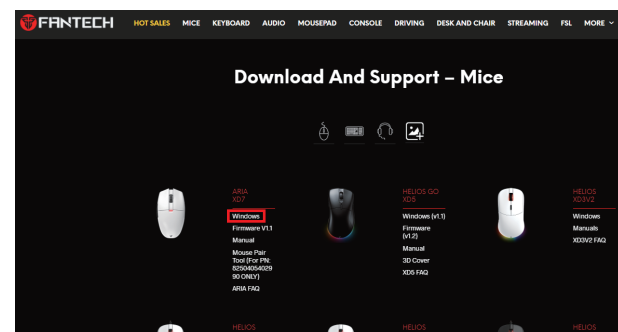 FANTECH HOT SALES MICE KEYBOARD AUDIO MOUSEPAD CONSOLE DRIVING DESK AND CHAIR STREAMING FSL MORE
Download And Support – Mice
ARIA
XD7
Windows
Firmware V1.1
Manual
Mouse Pair
Tool (For PN:
82504054029
90 ONLY)
ARIA FAQ
HELIOS GO
XD5
Windows (v1.1)
Firmware
(v1.2)
Manual
3D Cover
XD5 FAQ
HELIOS
XD3V2
Windows
Manuals
XD3V2 FAQ
HELIOS
HELIOS
HELIOS